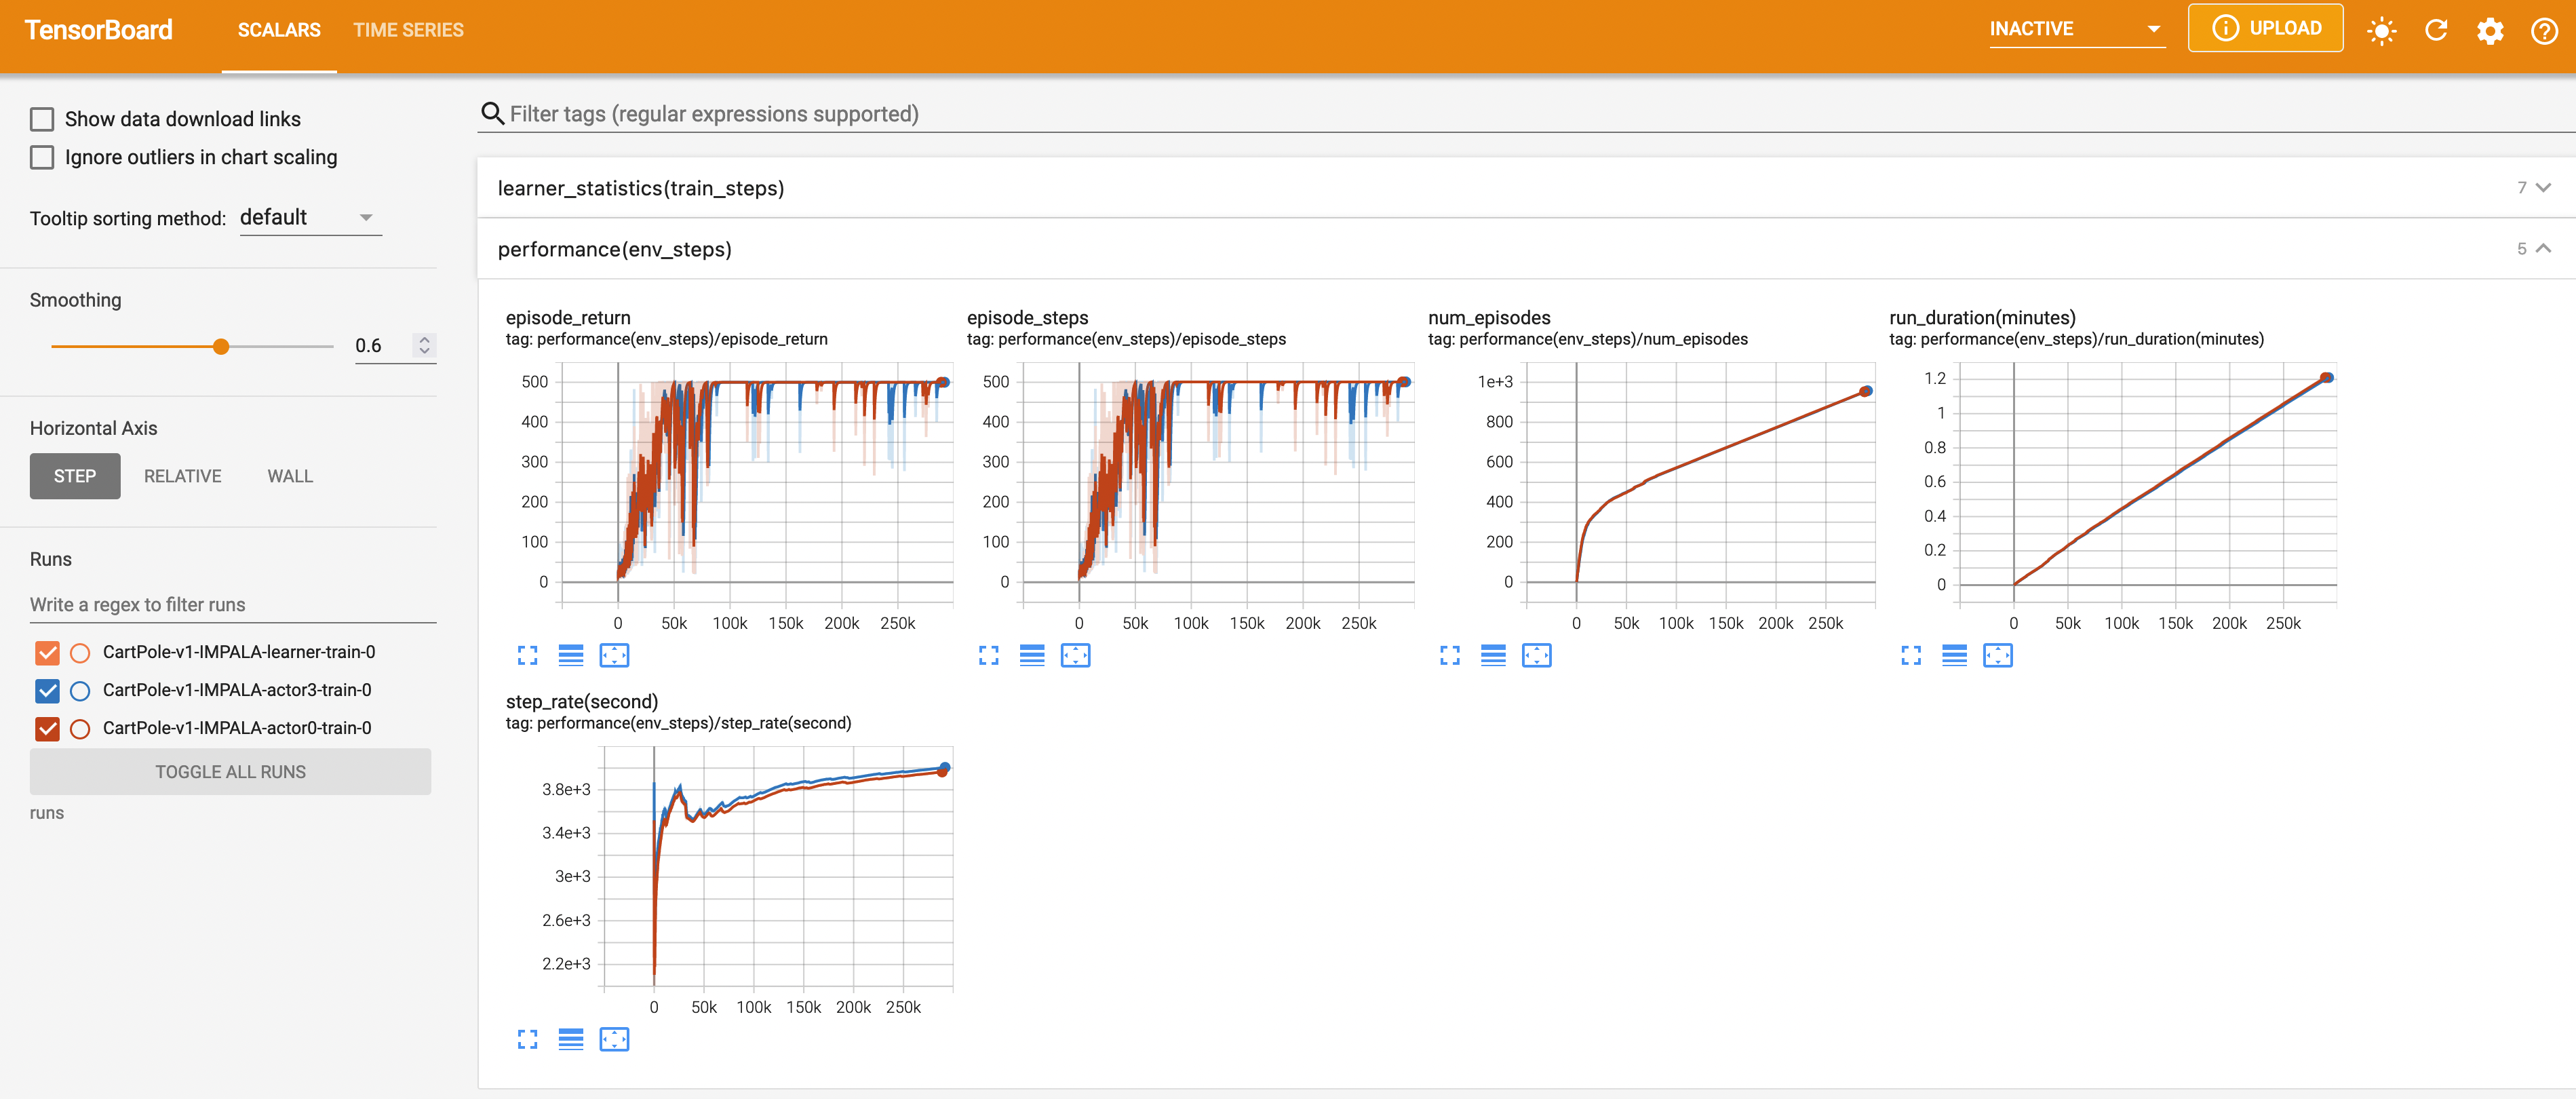 TensorBoard SCALARS TIME SERIES INACTIVE UPLOAD
Show data download links
Ignore outliers in chart scaling
Tooltip sorting method: default
Smoothing
0.6
Horizontal Axis
STEP RELATIVE WALL
Runs
Write a regex to filter runs
CartPole-v1-IMPALA-learner-train-0
CartPole-v1-IMPALA-actor3-train-0
CartPole-v1-IMPALA-actor0-train-0
TOGGLE ALL RUNS
runs
Filter tags (regular expressions supported)
learner_statistics(train_steps) 7
performance(env_steps) 5
episode_return
tag: performance(env_steps)/episode_return
500
400
300
200
100
0
0 50k 100k 150k 200k 250k
episode_steps
tag: performance(env_steps)/episode_steps
500
400
300
200
100
0
0 50k 100k 150k 200k 250k
num_episodes
tag: performance(env_steps)/num_episodes
1e+3
800
600
400
200
0
0 50k 100k 150k 200k 250k
run_duration(minutes)
tag: performance(env_steps)/run_duration(minutes)
1.2
1
0.8
0.6
0.4
0.2
0
0 50k 100k 150k 200k 250k
step_rate(second)
tag: performance(env_steps)/step_rate(second)
3.8e+3
3.4e+3
3e+3
2.6e+3
2.2e+3
0 50k 100k 150k 200k 250k